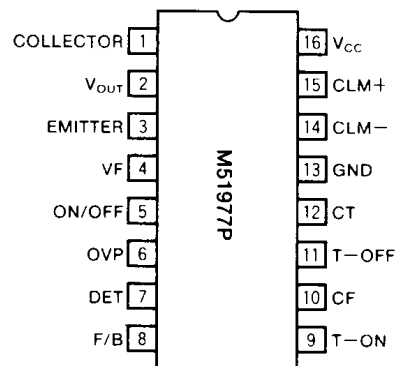 COLLECTOR 1 16 VCC
VOUT 2 15 CLM+
EMITTER 3 14 CLM−
VF 4 13 GND
ON/OFF 5 12 CT
OVP 6 11 T−OFF
DET 7 10 CF
F/B 8 9 T−ON
M51977P